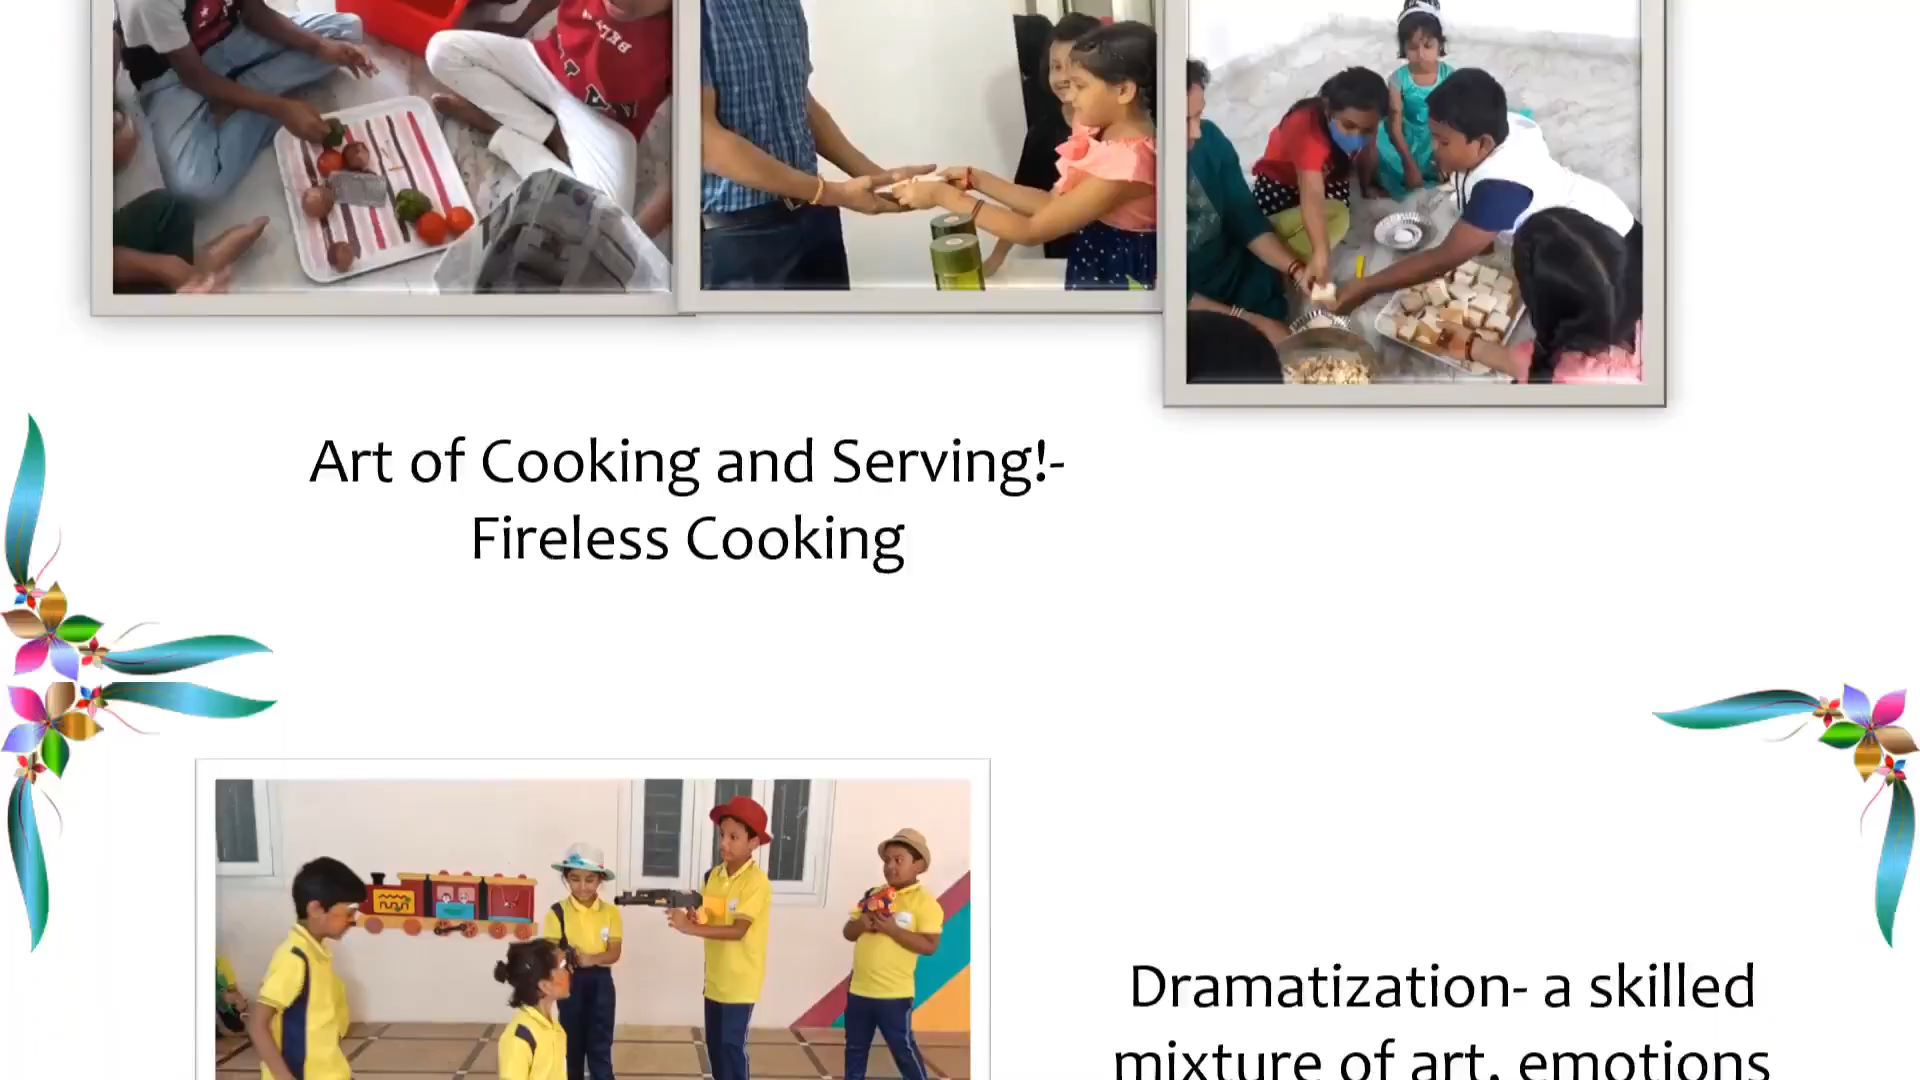 Art of Cooking and Serving!-
Fireless Cooking
Dramatization- a skilled
mixture of art, emotions